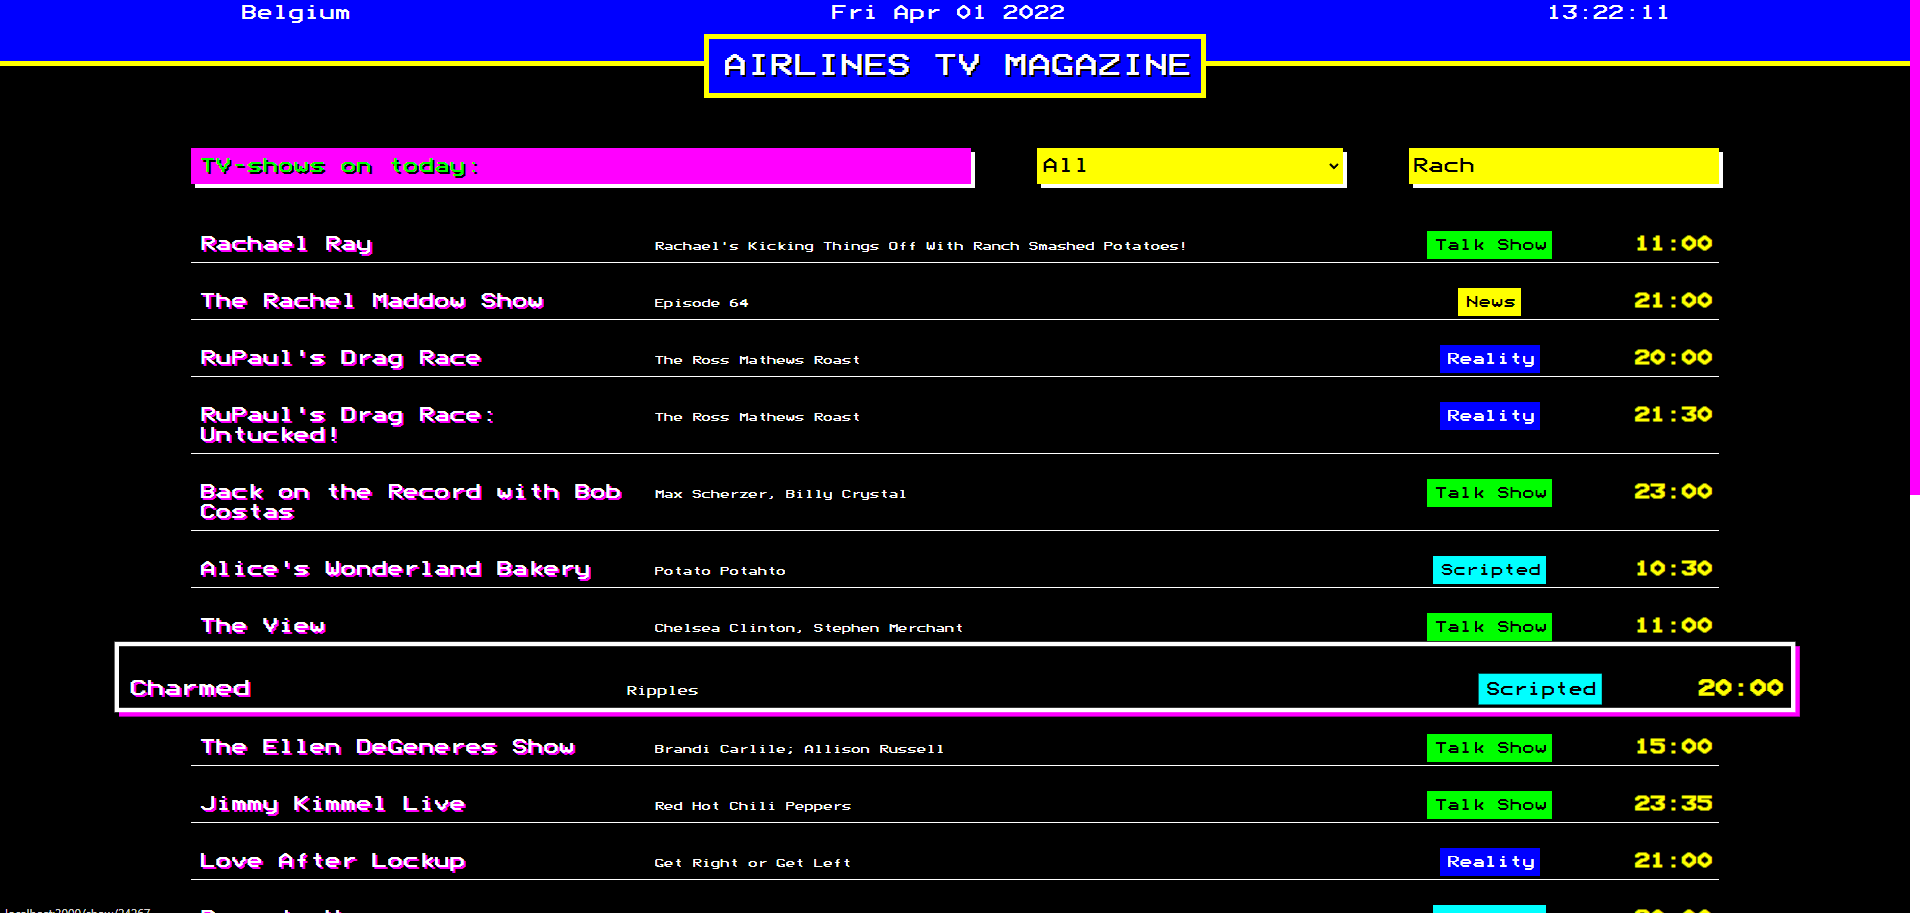 Belgium Fri Apr 01 2022 13:22:11
AIRLINES TV MAGAZINE
TV-shows on today: All Rach
Rachael Ray Rachael's Kicking Things Off With Ranch Smashed Potatoes! Talk Show 11:00
The Rachel Maddow Show Episode 64 News 21:00
RuPaul's Drag Race The Ross Mathews Roast Reality 20:00
RuPaul's Drag Race: The Ross Mathews Roast Reality 21:30
Untucked!
Back on the Record with Bob Max Scherzer, Billy Crystal Talk Show 23:00
Costas
Alice's Wonderland Bakery Potato Potahto Scripted 10:30
The View Chelsea Clinton, Stephen Merchant Talk Show 11:00
Charmed Ripples Scripted 20:00
The Ellen DeGeneres Show Brandi Carlile; Allison Russell Talk Show 15:00
Jimmy Kimmel Live Red Hot Chili Peppers Talk Show 23:35
Love After Lockup Get Right or Get Left Reality 21:00